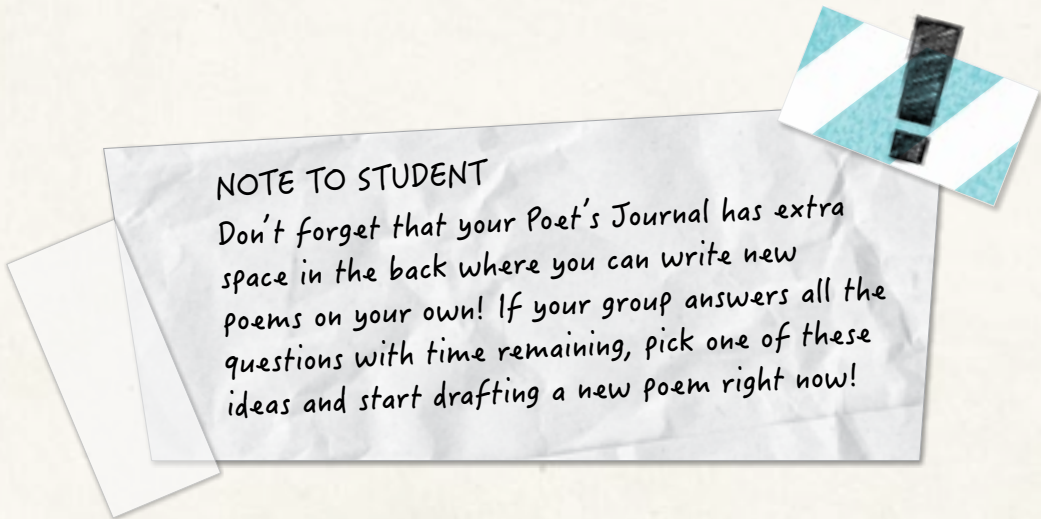 NOTE TO STUDENT
Don't forget that your Poet's Journal has extra
space in the back where you can write new
poems on your own! If your group answers all the
questions with time remaining, pick one of these
ideas and start drafting a new poem right now!
!